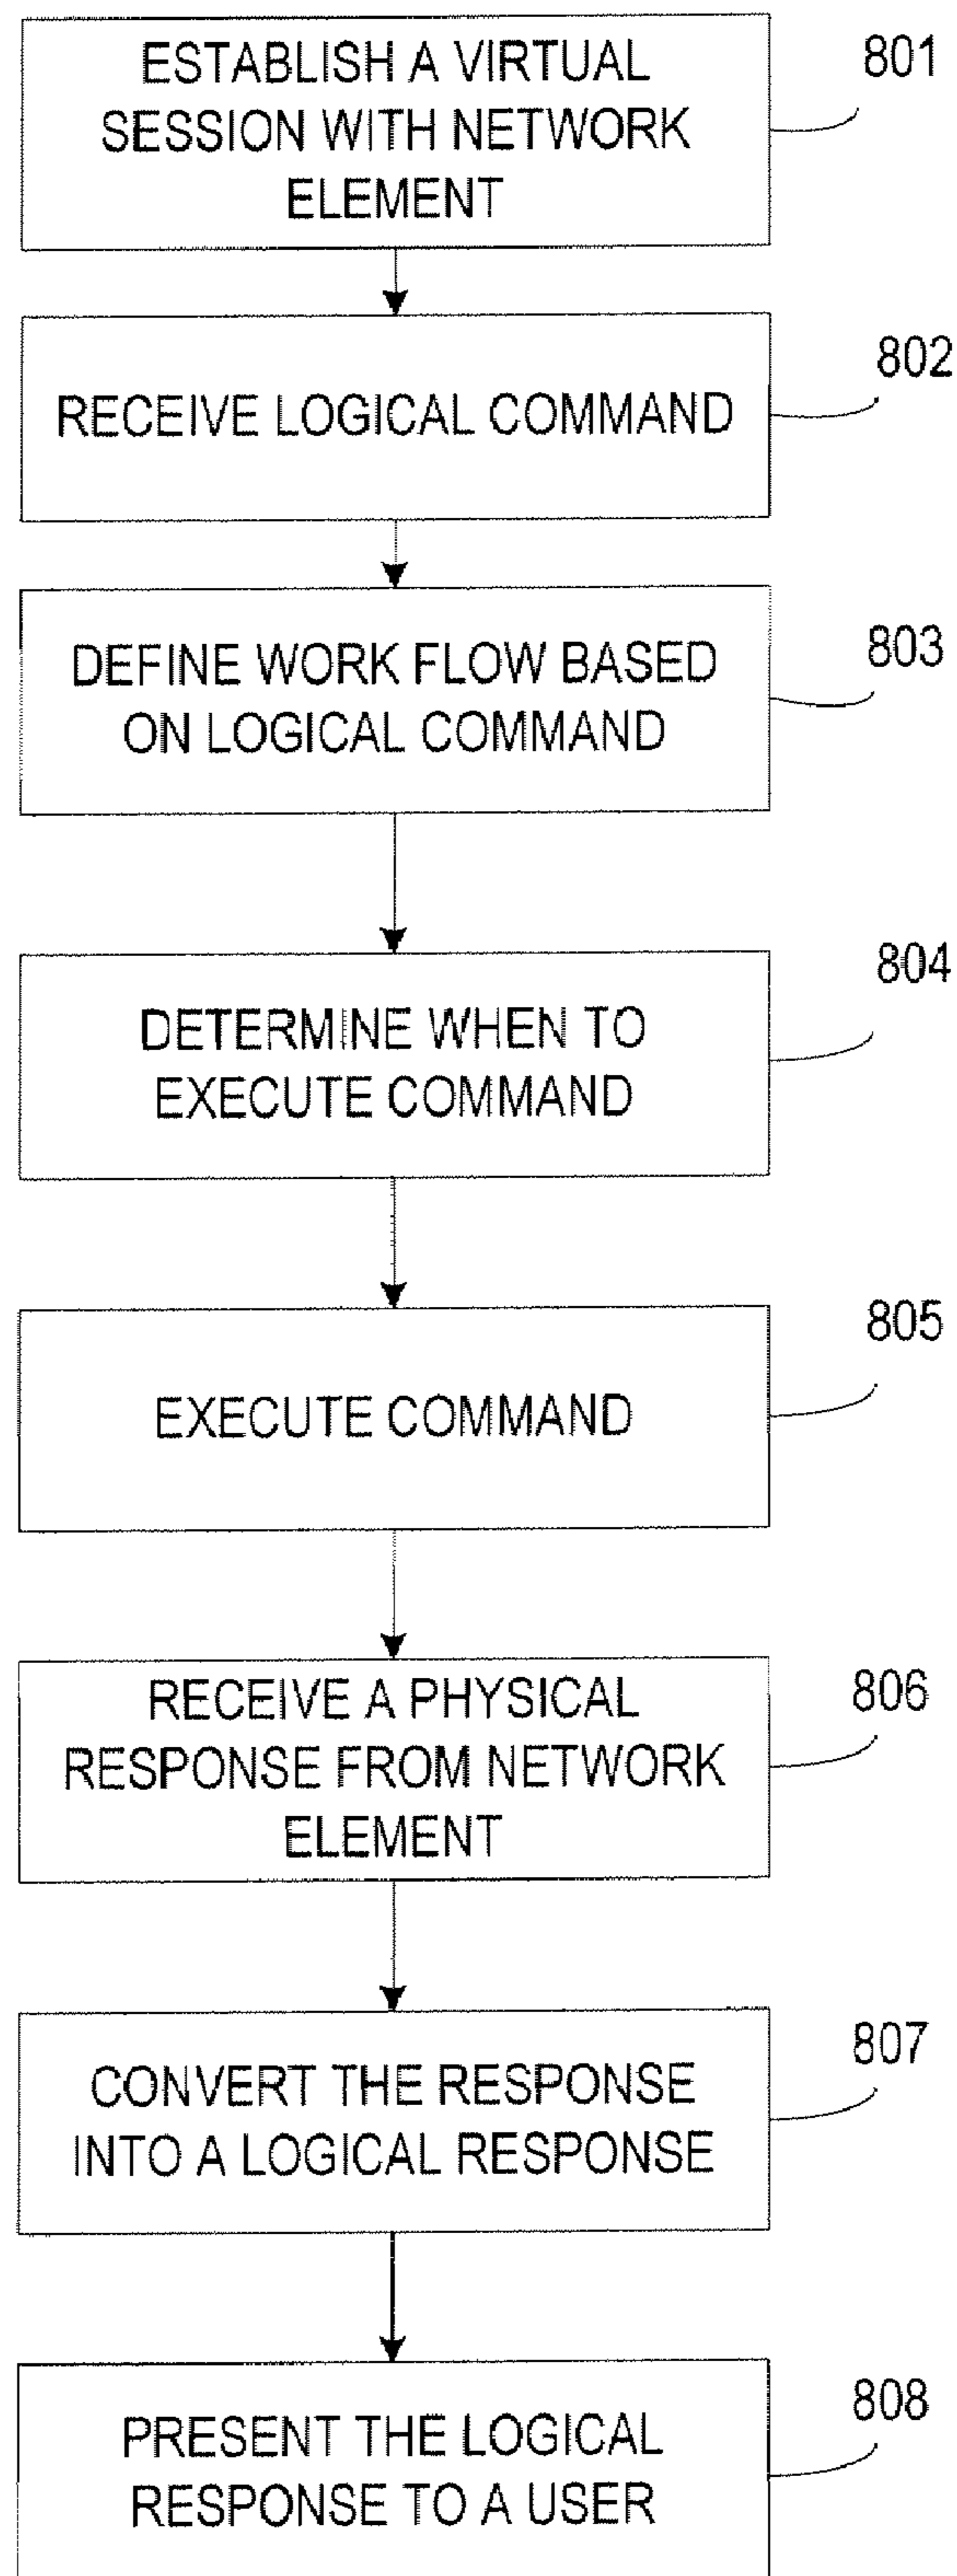 ESTABLISH A VIRTUAL
SESSION WITH NETWORK
ELEMENT
801
RECEIVE LOGICAL COMMAND
802
DEFINE WORK FLOW BASED
ON LOGICAL COMMAND
803
DETERMINE WHEN TO
EXECUTE COMMAND
804
EXECUTE COMMAND
805
RECEIVE A PHYSICAL
RESPONSE FROM NETWORK
ELEMENT
806
CONVERT THE RESPONSE
INTO A LOGICAL RESPONSE
807
PRESENT THE LOGICAL
RESPONSE TO A USER
808